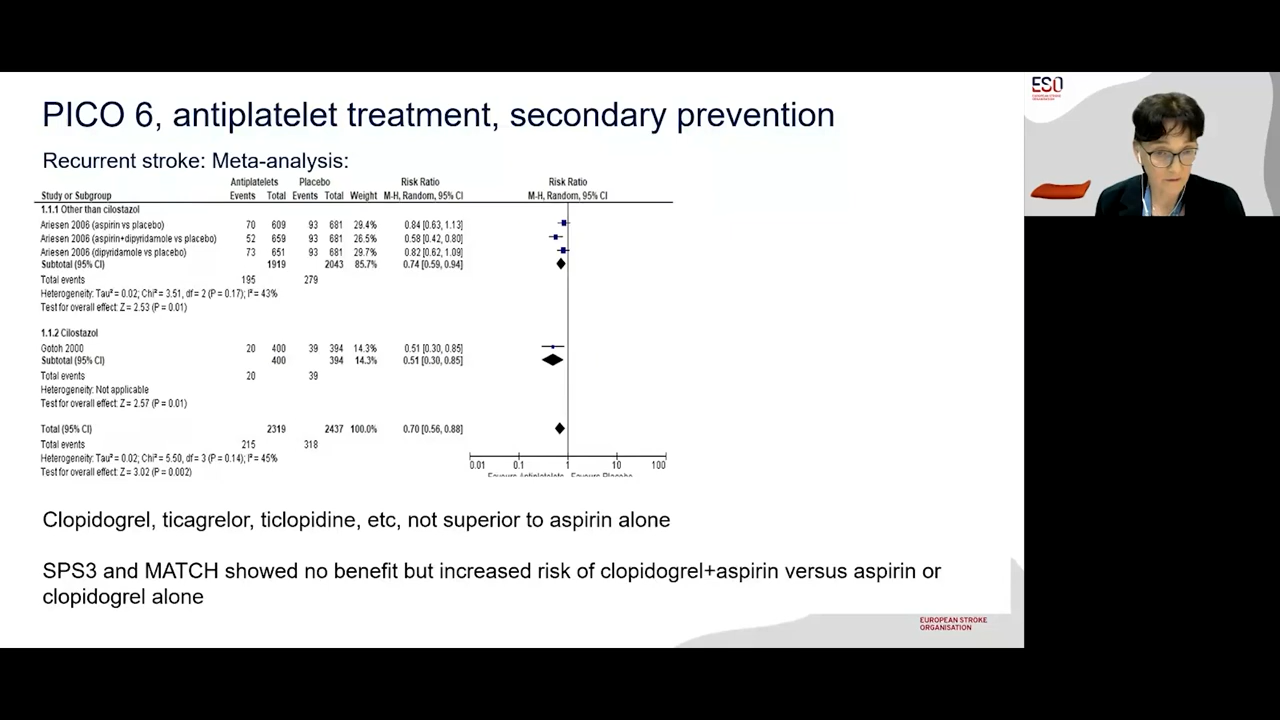 PICO 6, antiplatelet treatment, secondary prevention
Recurrent stroke: Meta-analysis:
Antiplatelets Placebo Risk Ratio Risk Ratio
Study or Subgroup Events Total Events Total Weight M-H, Random, 95% CI M-H, Random, 95% CI
1.1.1 Other than cilostazol
Ariesen 2006 (aspirin vs placebo) 70 609 93 681 29.4% 0.84 [0.63, 1.13]
Ariesen 2006 (aspirin+dipyridamole vs placebo) 52 659 93 681 26.5% 0.58 [0.42, 0.80]
Ariesen 2006 (dipyridamole vs placebo) 73 651 93 681 29.7% 0.82 [0.62, 1.09]
Subtotal (95% CI) 1919 2043 85.7% 0.74 [0.59, 0.94]
Total events 195 279
Heterogeneity: Tau² = 0.02; Chi² = 3.51, df = 2 (P = 0.17); I² = 43%
Test for overall effect: Z = 2.53 (P = 0.01)
1.1.2 Cilostazol
Gotoh 2000 20 400 39 394 14.3% 0.51 [0.30, 0.85]
Subtotal (95% CI) 400 394 14.3% 0.51 [0.30, 0.85]
Total events 20 39
Heterogeneity: Not applicable
Test for overall effect: Z = 2.57 (P = 0.01)
Total (95% CI) 2319 2437 100.0% 0.70 [0.56, 0.88]
Total events 215 318
Heterogeneity: Tau² = 0.02; Chi² = 5.50, df = 3 (P = 0.14); I² = 45%
Test for overall effect: Z = 3.02 (P = 0.002)
0.01 0.1 1 10 100
Favours Antiplatelets Favours Placebo
Clopidogrel, ticagrelor, ticlopidine, etc, not superior to aspirin alone
SPS3 and MATCH showed no benefit but increased risk of clopidogrel+aspirin versus aspirin or
clopidogrel alone
EUROPEAN STROKE
ORGANISATION
ESO
EUROPEAN STROKE
ORGANISATION